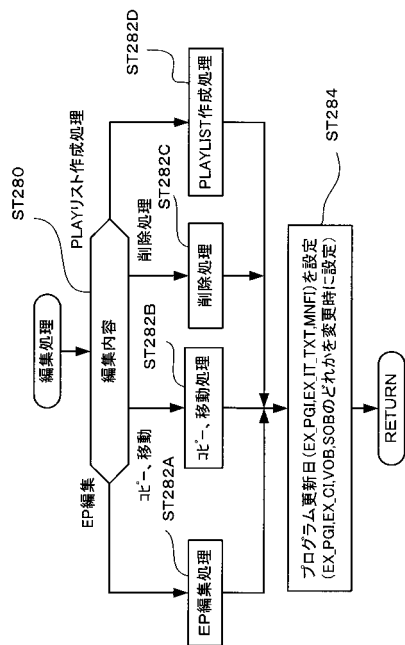 編集処理
ST280
編集内容
EP編集
コピー、移動
削除処理
PLAYリスト作成処理
ST282A
EP編集処理
ST282B
コピー、移動処理
ST282C
削除処理
ST282D
PLAYLIST作成処理
ST284
プログラム更新日(EX_PGI,EX_IT_TXT,MNFI)を設定
(EX_PGI,EX_CI,VOB,SOBのどれかを変更時に設定)
RETURN